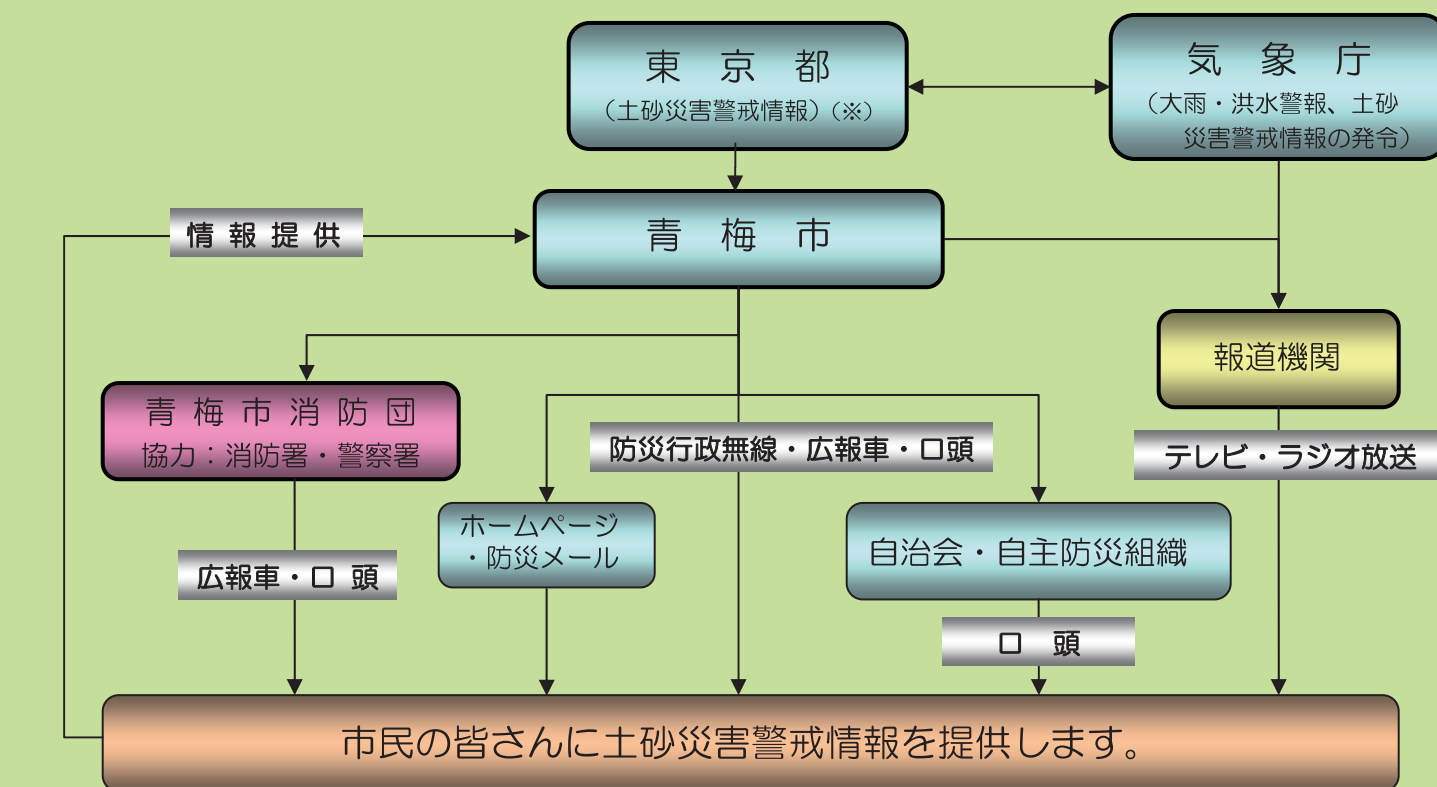 東 京 都
（土砂災害警戒情報）（※）
気 象 庁
（大雨・洪水警報、土砂
災害警戒情報の発令）
情 報 提 供
青 梅 市
報道機関
青 梅 市 消 防 団
協力：消防署・警察署
防災行政無線・広報車・口頭
テレビ・ラジオ放送
ホームページ
・防災メール
自治会・自主防災組織
広報車・口 頭
口 頭
市民の皆さんに土砂災害警戒情報を提供します。